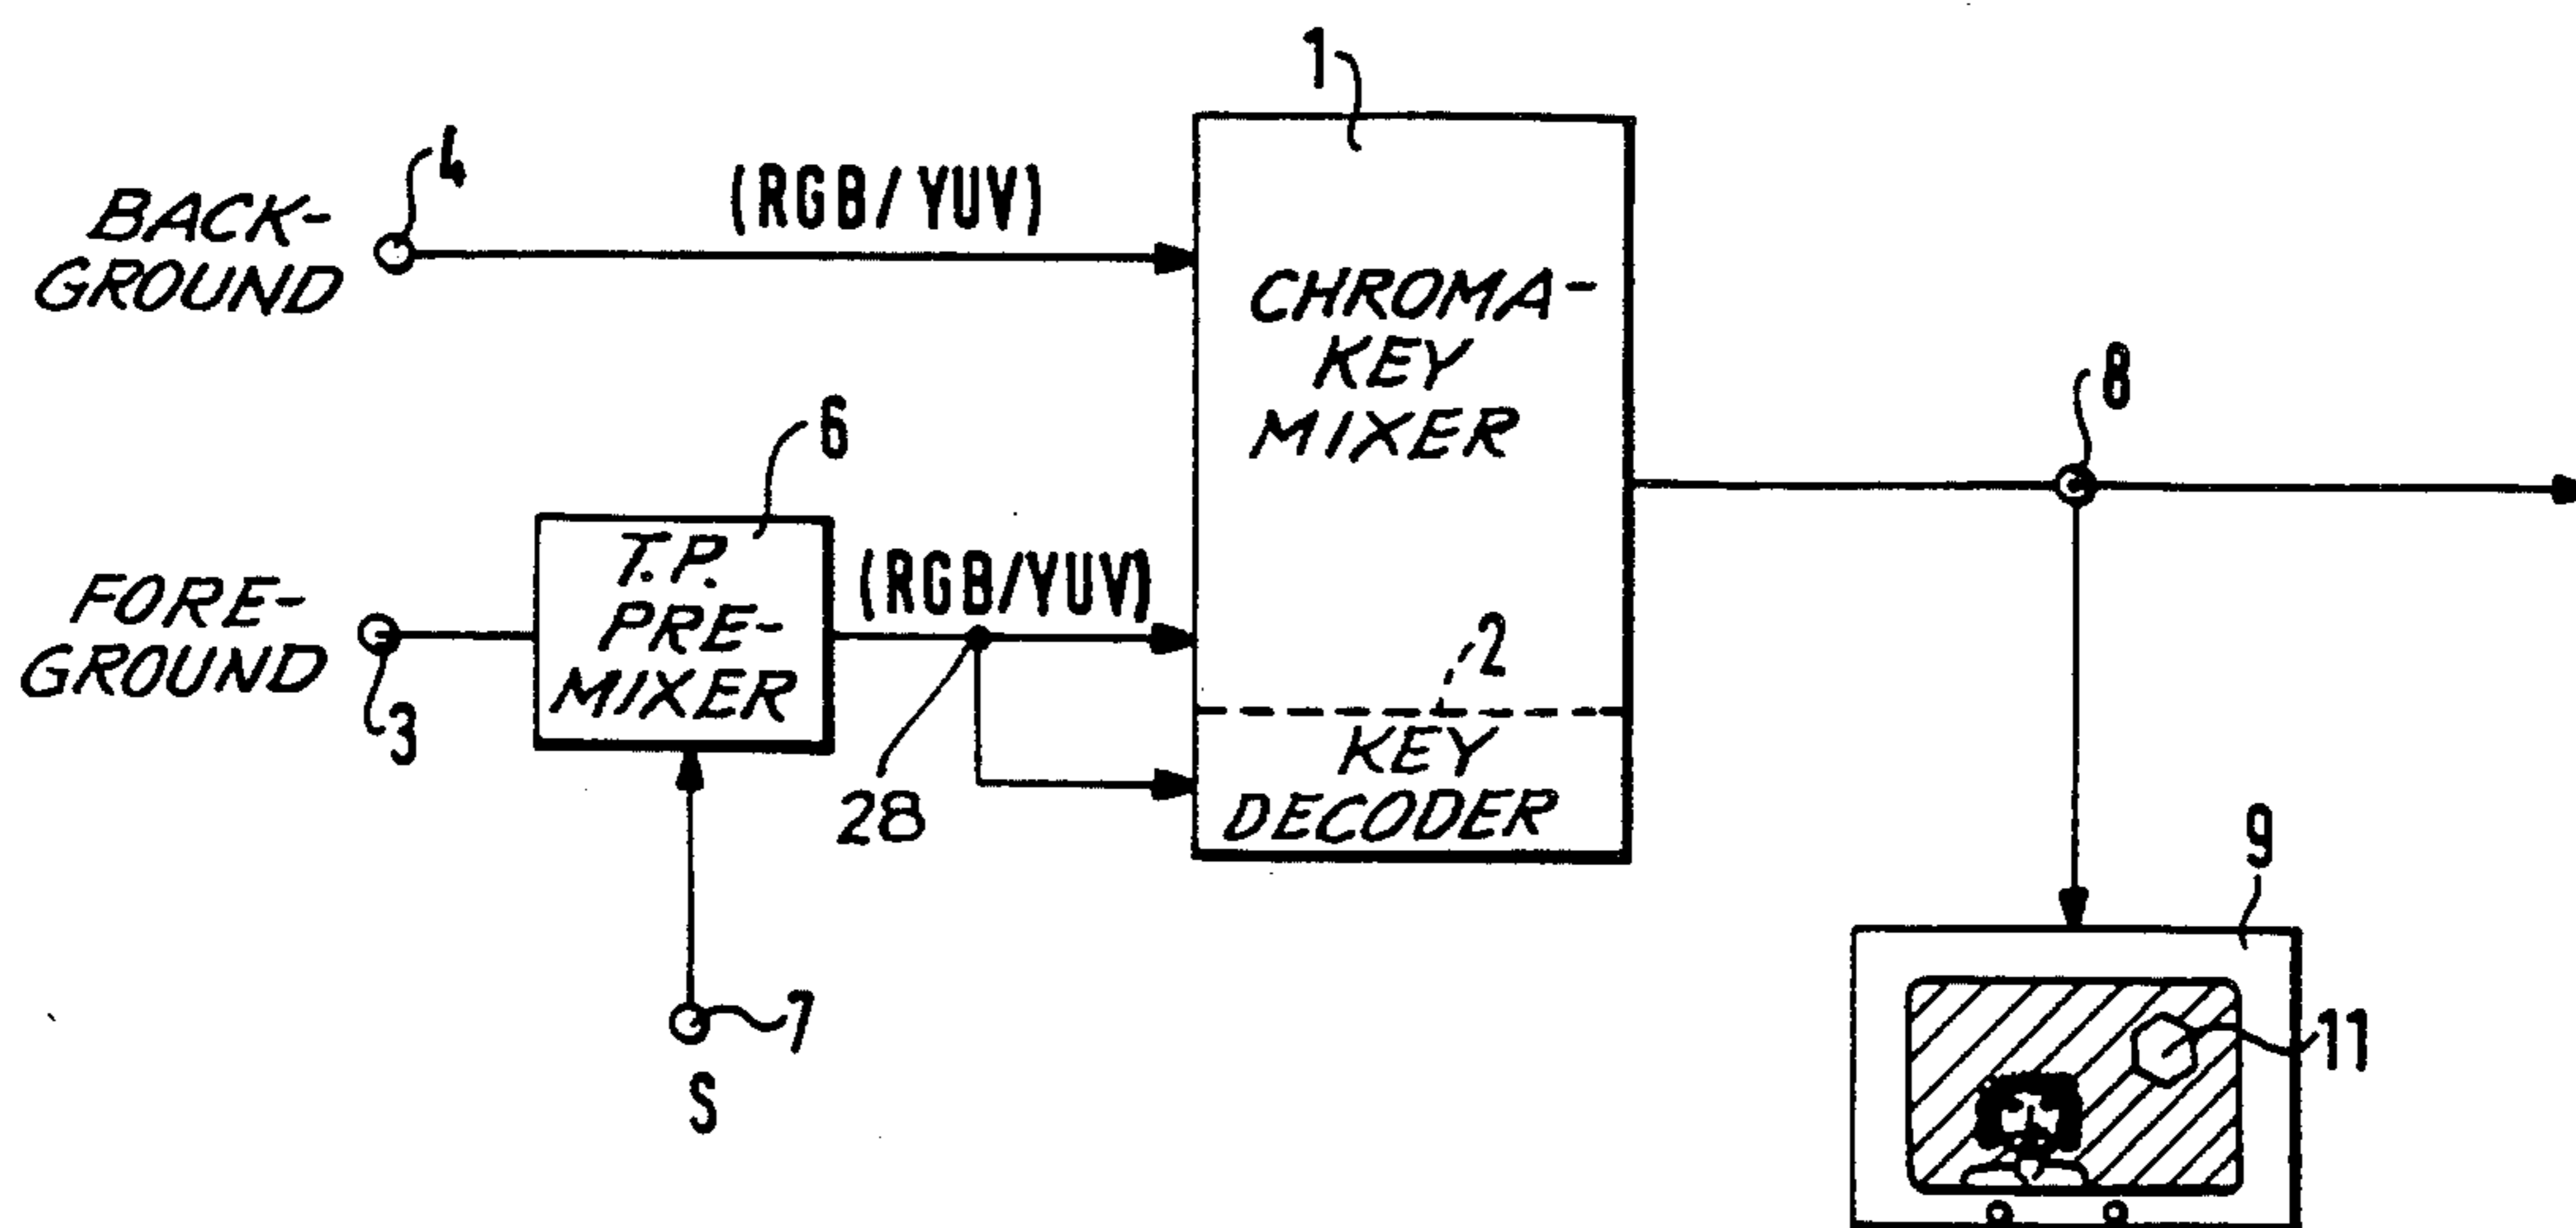 1
4
(RGB/YUV)
BACK-
GROUND
CHROMA-
KEY
MIXER
8
6
T.P.
PRE-
MIXER
(RGB/YUV)
FORE-
GROUND
3
2
KEY
DECODER
28
9
7
S
11